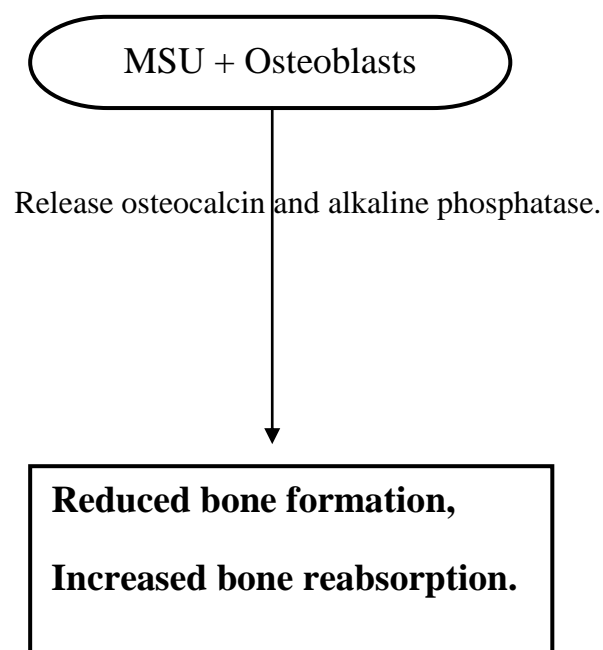 MSU + Osteoblasts
Release osteocalcin and alkaline phosphatase.
Reduced bone formation,
Increased bone reabsorption.